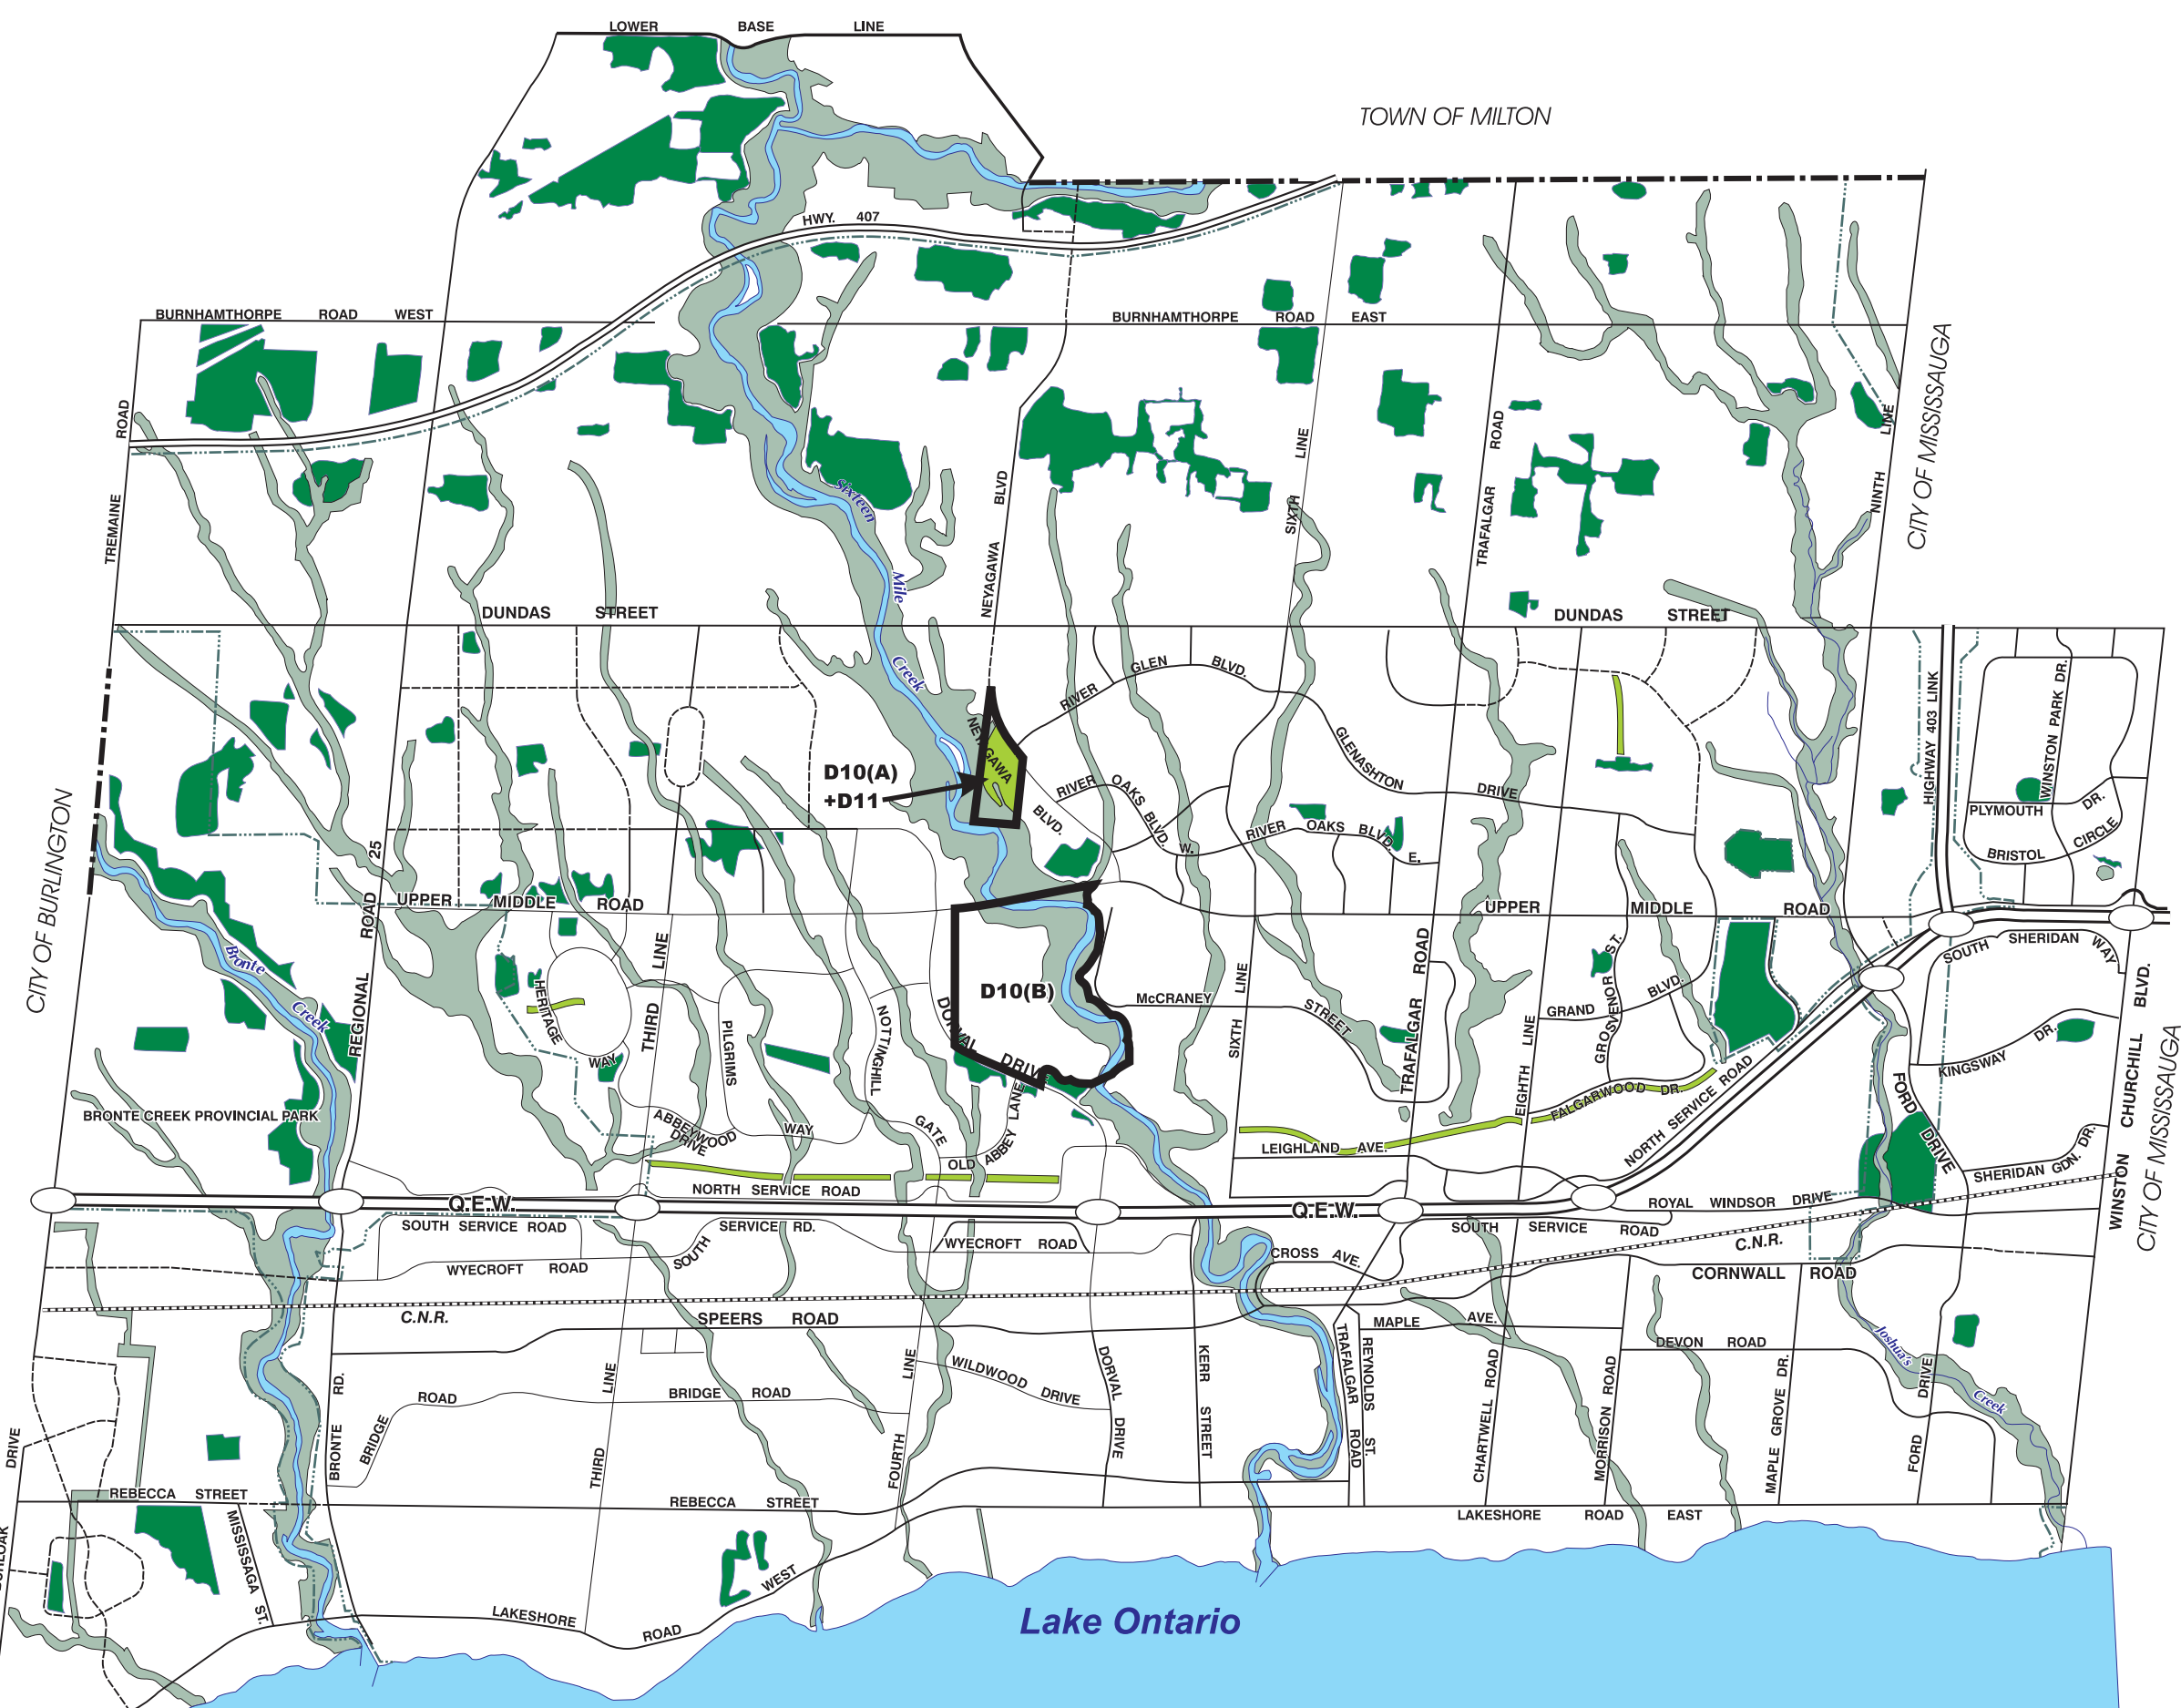 LOWER BASE LINE
TOWN OF MILTON
HWY. 407
BURNHAMTHORPE ROAD WEST
BURNHAMTHORPE ROAD EAST
CITY OF MISSISSAUGA
TREMAINE ROAD
NEYAGAWA BLVD
SIXTH LINE
TRAFALGAR ROAD
NINTH LINE
Sixteen Mile Creek
DUNDAS STREET
DUNDAS STREET
RIVER GLEN BLVD.
NEYAGAWA BLVD.
D10(A)
+D11
RIVER OAKS BLVD. W.
RIVER OAKS BLVD. E.
GLENASHTON DRIVE
HIGHWAY 403 LINK
WINSTON PARK DR.
PLYMOUTH DR.
BRISTOL CIRCLE
CITY OF BURLINGTON
REGIONAL ROAD 25
UPPER MIDDLE ROAD
UPPER MIDDLE ROAD
Bronte Creek
HERITAGE WAY
THIRD LINE
PILGRIMS WAY
NOTTINGHILL GATE
DORVAL DRIVE
D10(B)
McCRANEY STREET
SIXTH LINE
TRAFALGAR ROAD
EIGHTH LINE
GRAND BLVD.
GROSVENOR ST.
SOUTH SHERIDAN WAY
WINSTON CHURCHILL BLVD.
KINGSWAY DR.
CITY OF MISSISSAUGA
FORD DRIVE
SHERIDAN GDN. DR.
BRONTE CREEK PROVINCIAL PARK
ABBEYWOOD DRIVE
OLD ABBEY LANE
LEIGHLAND AVE.
FALGARWOOD DR.
NORTH SERVICE ROAD
NORTH SERVICE ROAD
Q.E.W.
Q.E.W.
ROYAL WINDSOR DRIVE
SOUTH SERVICE ROAD
SOUTH SERVICE RD.
SOUTH SERVICE ROAD
WYECROFT ROAD
WYECROFT ROAD
CROSS AVE.
C.N.R.
C.N.R.
CORNWALL ROAD
SPEERS ROAD
MAPLE AVE.
DEVON ROAD
Joshua's Creek
BRONTE RD.
BRIDGE ROAD
BRIDGE ROAD
THIRD LINE
FOURTH LINE
WILDWOOD DRIVE
DORVAL DRIVE
KERR STREET
TRAFALGAR ROAD
REYNOLDS ST.
CHARTWELL ROAD
MORRISON ROAD
MAPLE GROVE DR.
FORD DRIVE
DRIVE
REBECCA STREET
REBECCA STREET
MISSISSAGA ST.
LAKESHORE ROAD WEST
LAKESHORE ROAD EAST
Lake Ontario